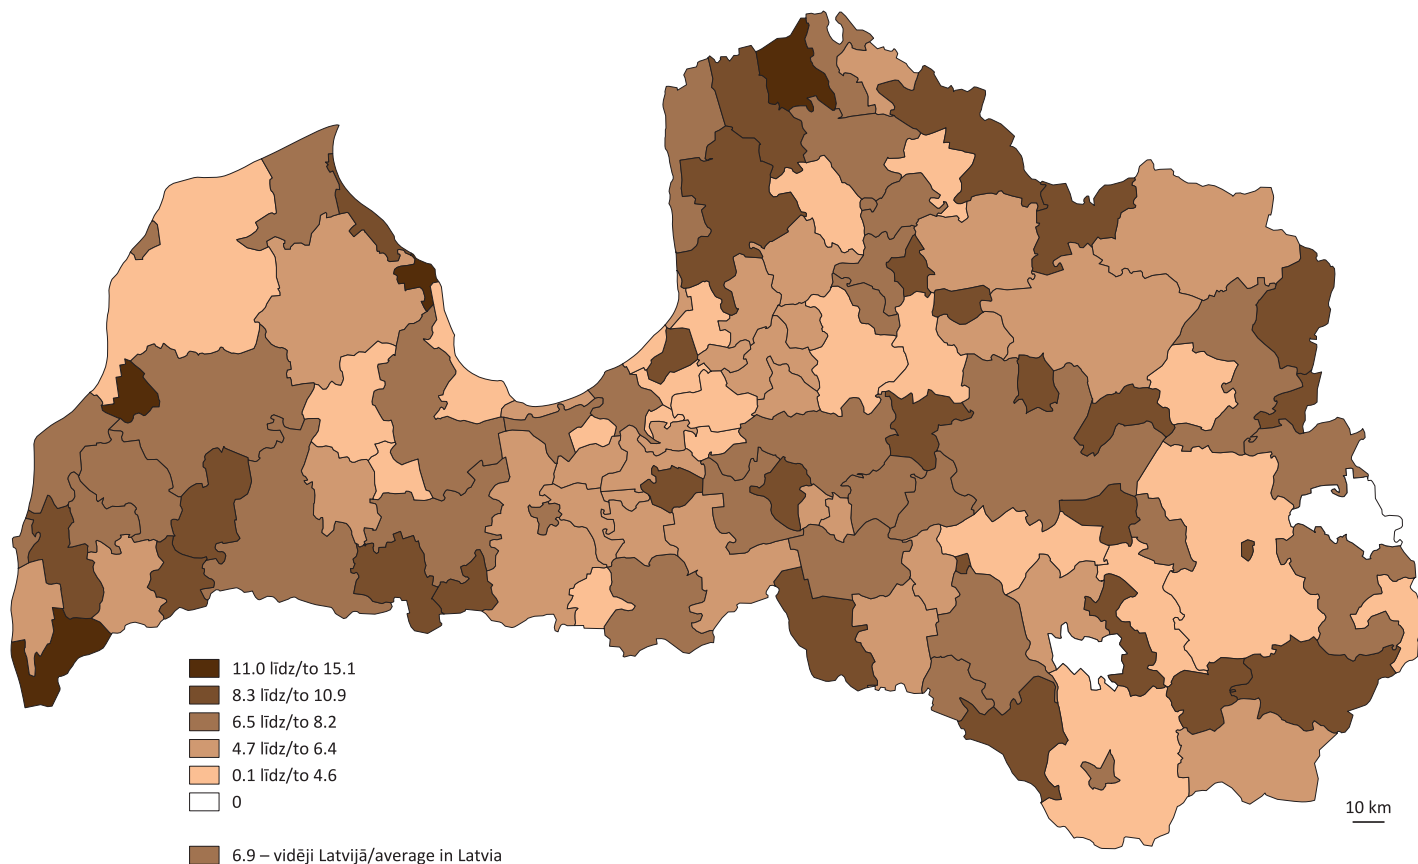 11.0 līdz/to 15.1
8.3 līdz/to 10.9
6.5 līdz/to 8.2
4.7 līdz/to 6.4
0.1 līdz/to 4.6
0
10 km
6.9 – vidēji Latvijā/average in Latvia